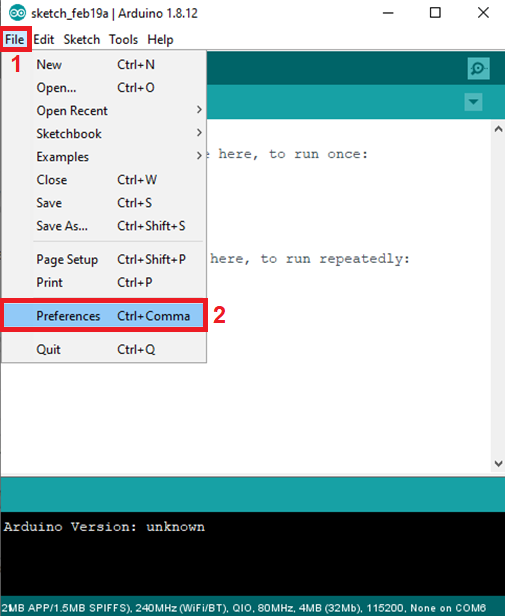 sketch_feb19a | Arduino 1.8.12
File Edit Sketch Tools Help
1
New Ctrl+N
Open... Ctrl+O
Open Recent
Sketchbook
Examples
e here, to run once:
Close Ctrl+W
Save Ctrl+S
Save As... Ctrl+Shift+S
Page Setup Ctrl+Shift+P
here, to run repeatedly:
Print Ctrl+P
Preferences Ctrl+Comma
2
Quit Ctrl+Q
Arduino Version: unknown
2MB APP/1.5MB SPIFFS), 240MHz (WiFi/BT), QIO, 80MHz, 4MB (32Mb), 115200, None on COM6